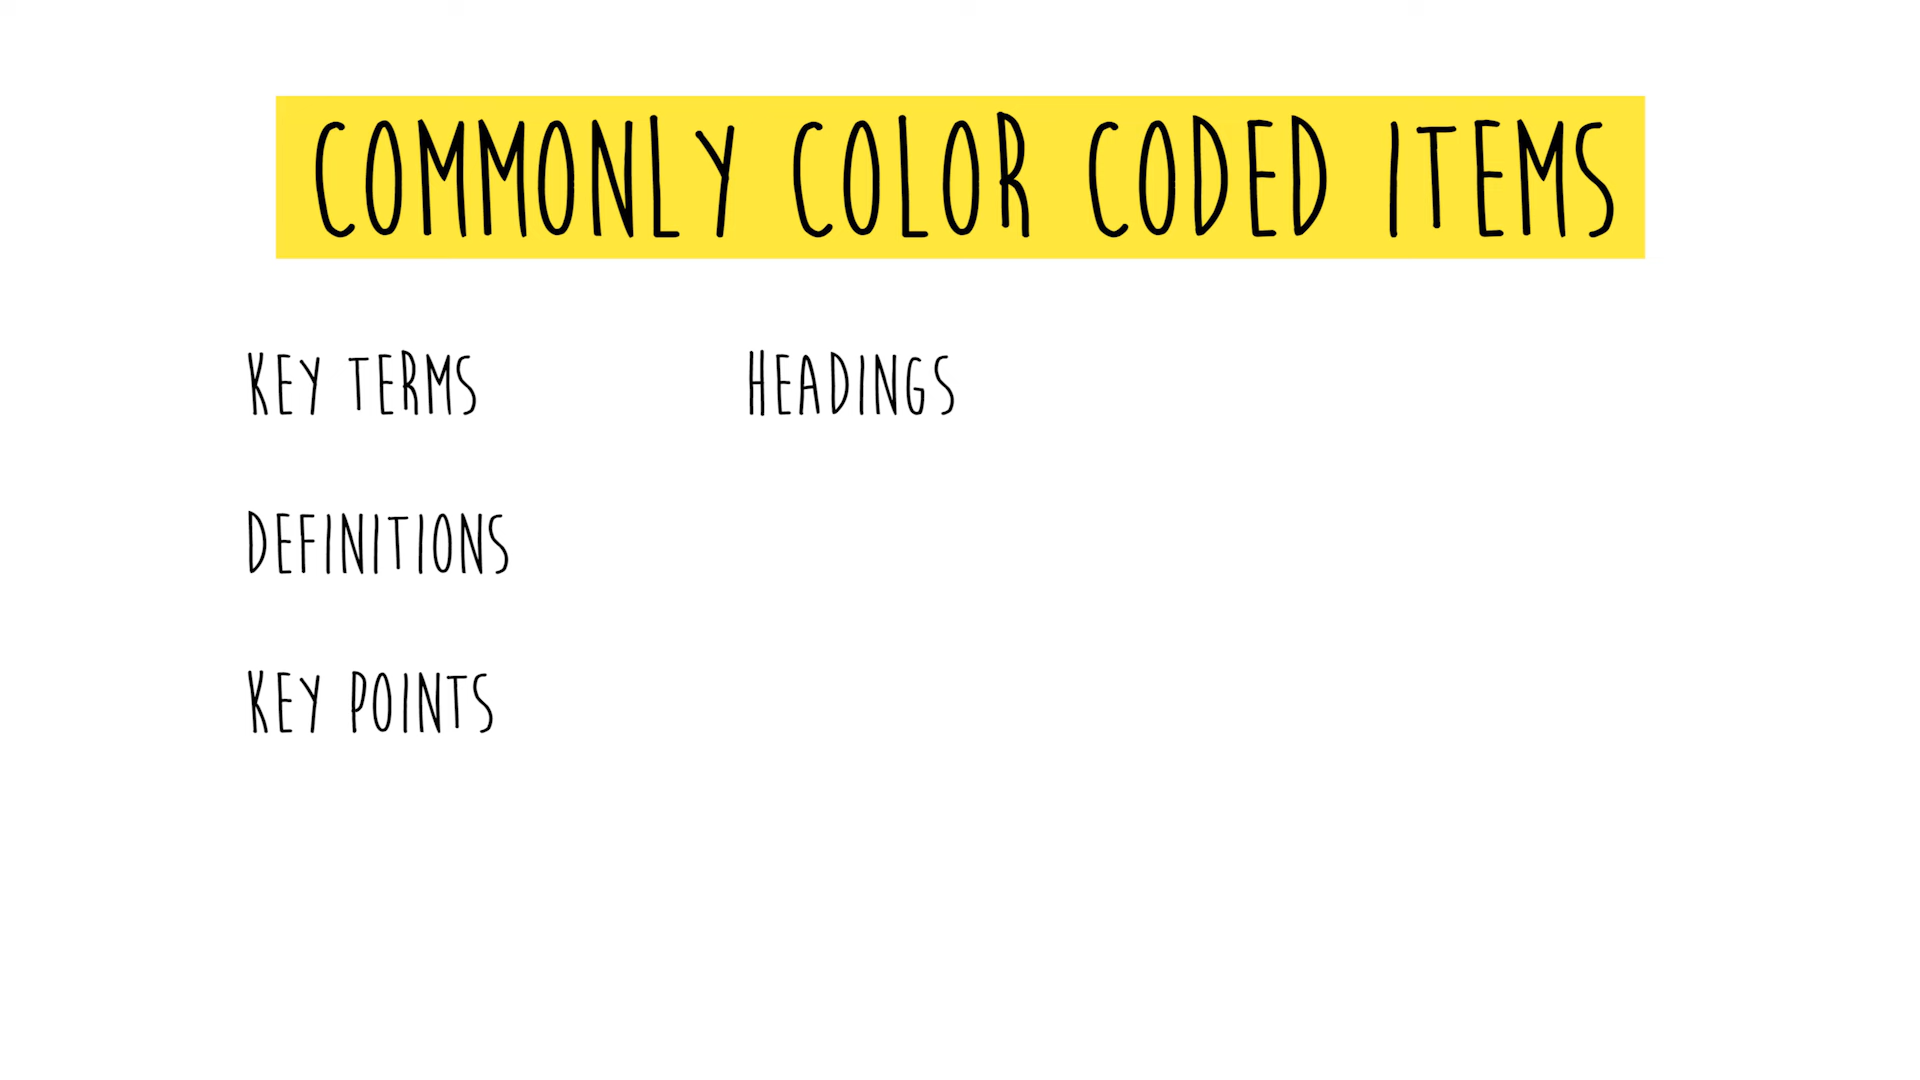 COMMONLY COLOR CODED ITEMS
KEY TERMS
DEFINITIONS
KEY POINTS
HEADINGS